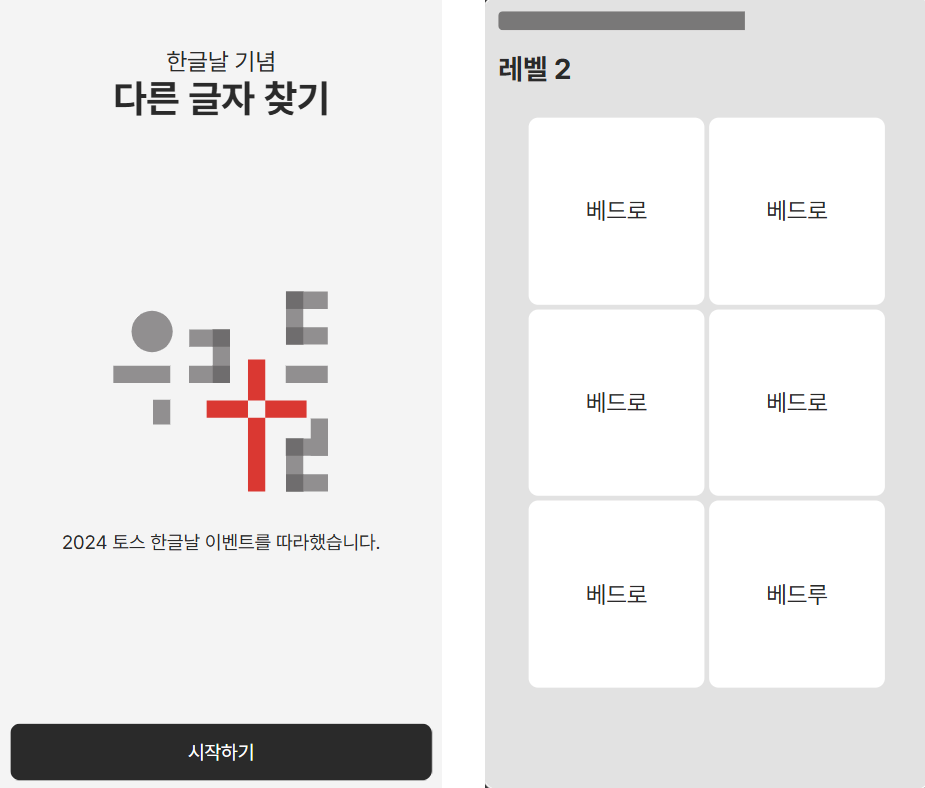 한글날 기념
다른 글자 찾기
2024 토스 한글날 이벤트를 따라했습니다.
시작하기
레벨 2
베드로 베드로
베드로 베드로
베드로 베드루